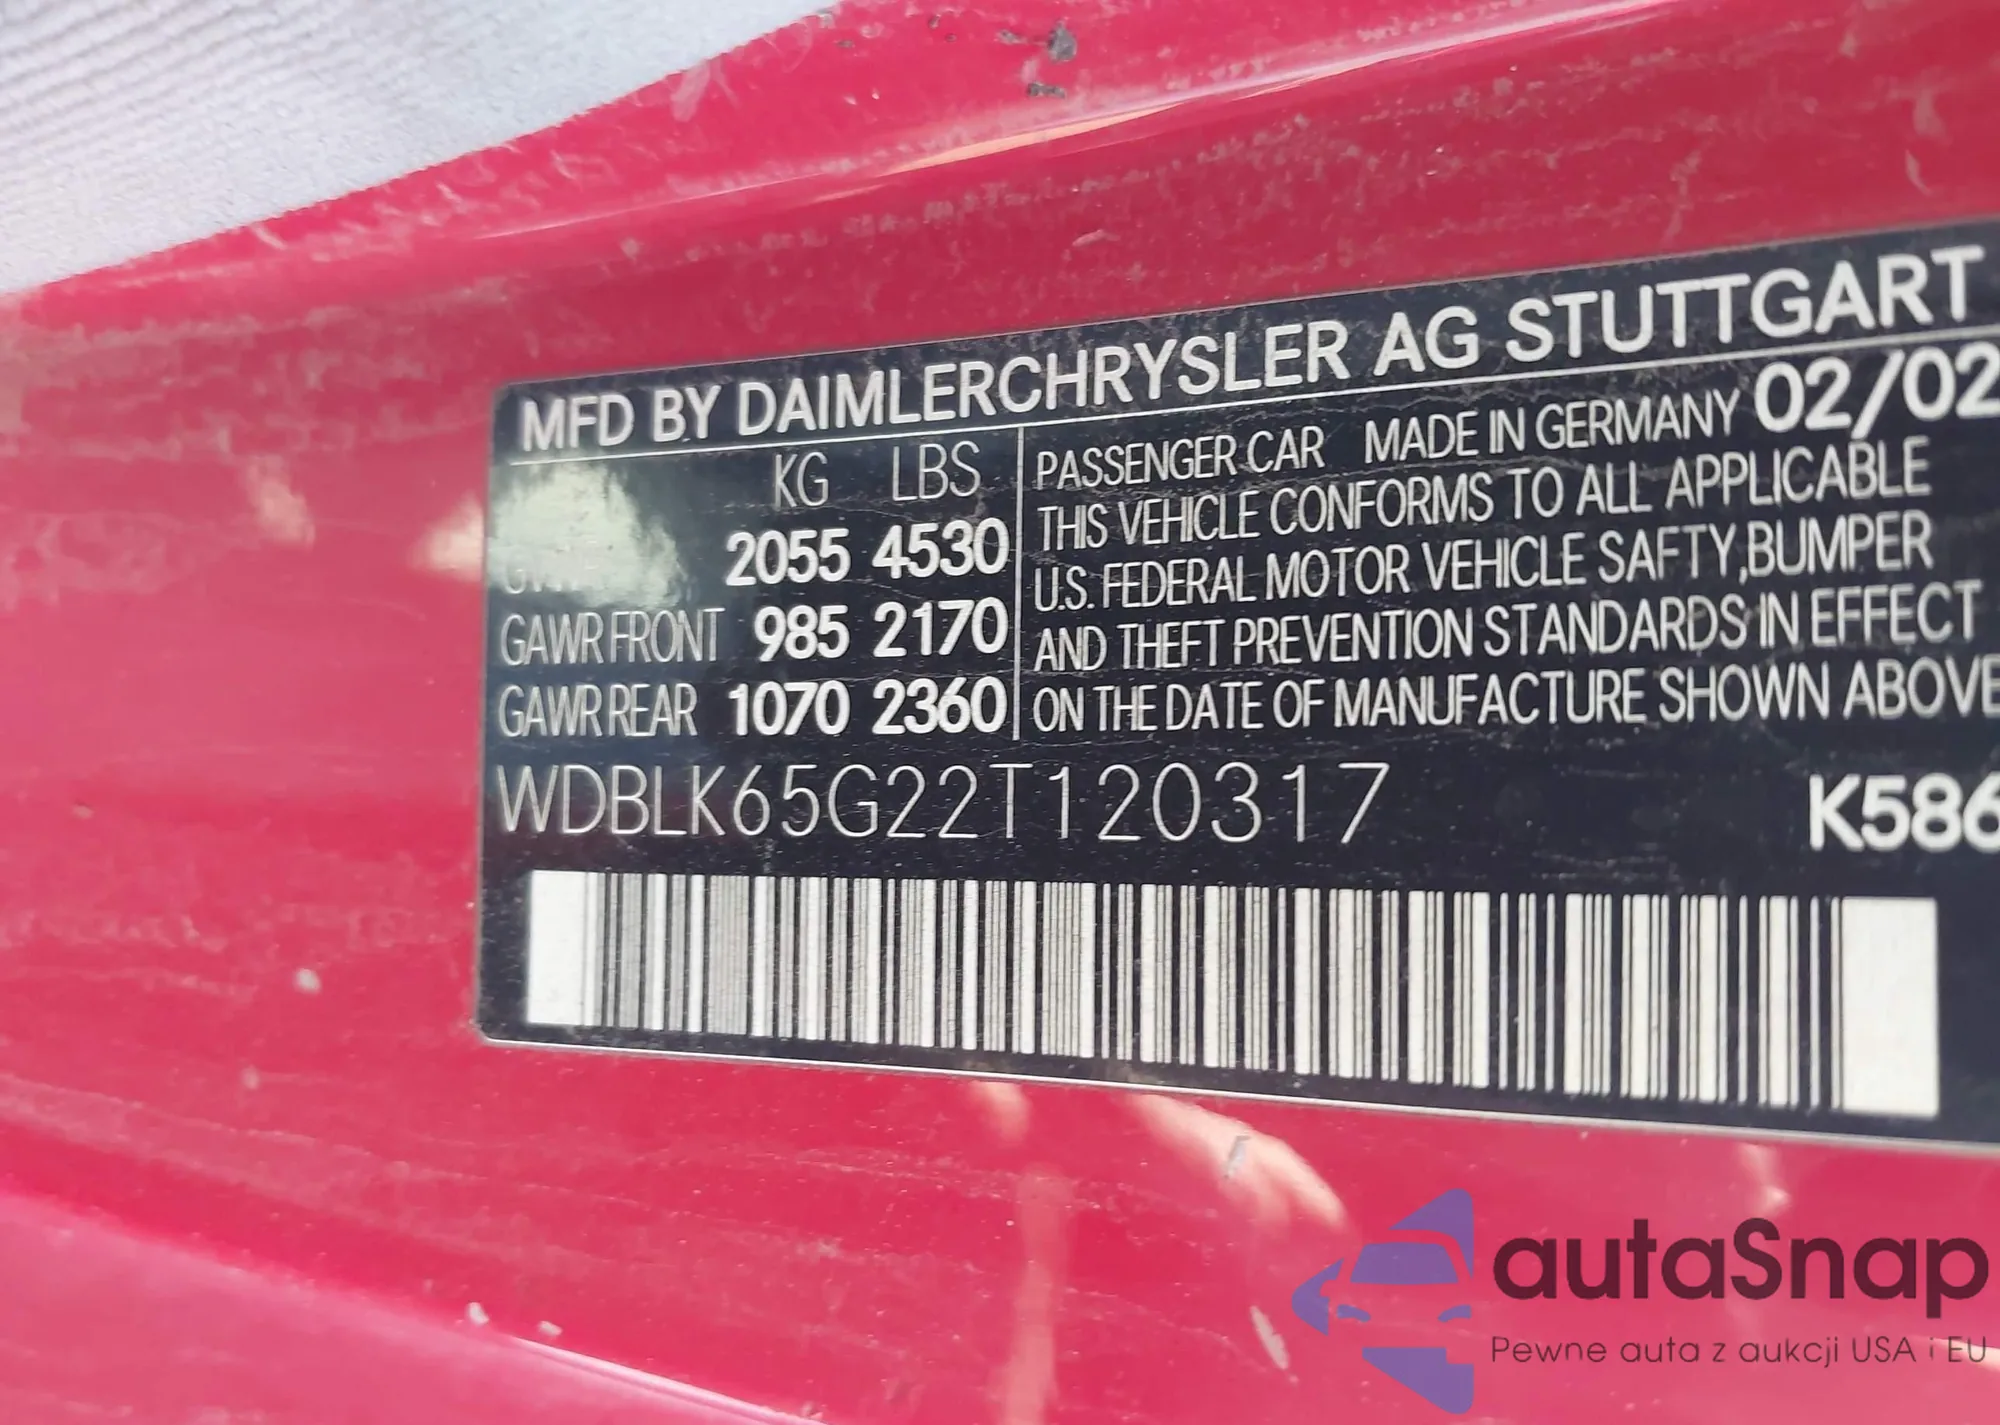 MFD BY DAIMLERCHRYSLER AG STUTTGART
KG LBS
2055 4530
GAWR FRONT 985 2170
GAWR REAR 1070 2360
PASSENGER CAR MADE IN GERMANY 02/02
THIS VEHICLE CONFORMS TO ALL APPLICABLE
U.S. FEDERAL MOTOR VEHICLE SAFTY,BUMPER
AND THEFT PREVENTION STANDARDS IN EFFECT
ON THE DATE OF MANUFACTURE SHOWN ABOVE
WDBLK65G22T120317
K586
autaSnap
Pewne auta z aukcji USA i EU